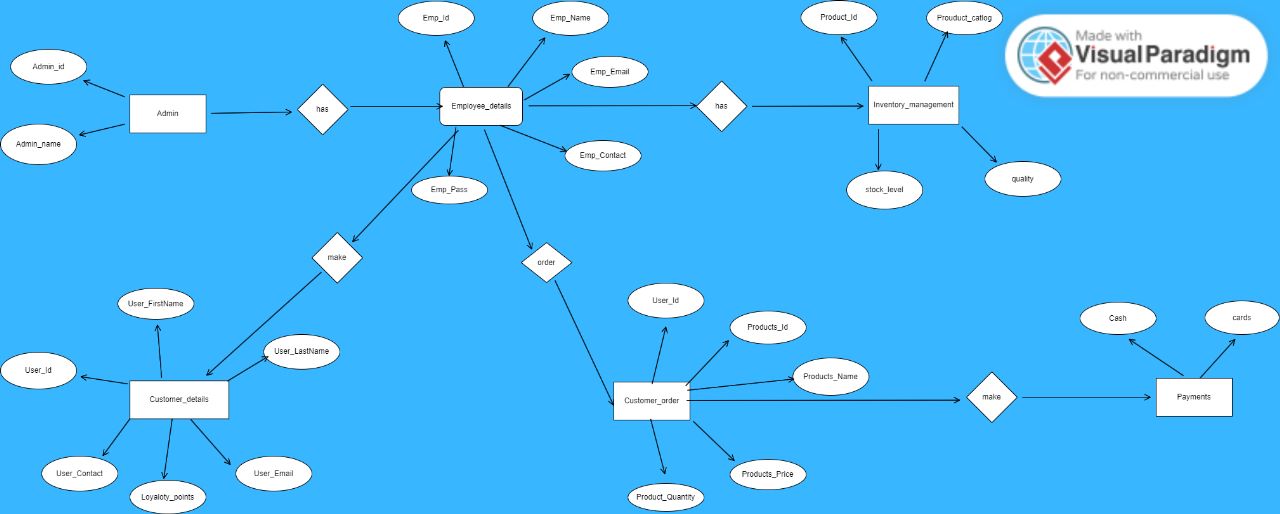 Emp_Id
Emp_Name
Product_Id
Prouduct_catlog
Made with
VisualParadigm
For non-commercial use
Admin_id
Emp_Email
Admin
has
Employee_details
has
Inventory_management
Admin_name
Emp_Contact
Emp_Pass
stock_level
quality
make
order
User_FirstName
User_Id
Products_Id
Cash
cards
User_LastName
User_Id
Products_Name
Customer_details
Customer_order
make
Payments
User_Contact
User_Email
Products_Price
Loyaloty_points
Product_Quantity